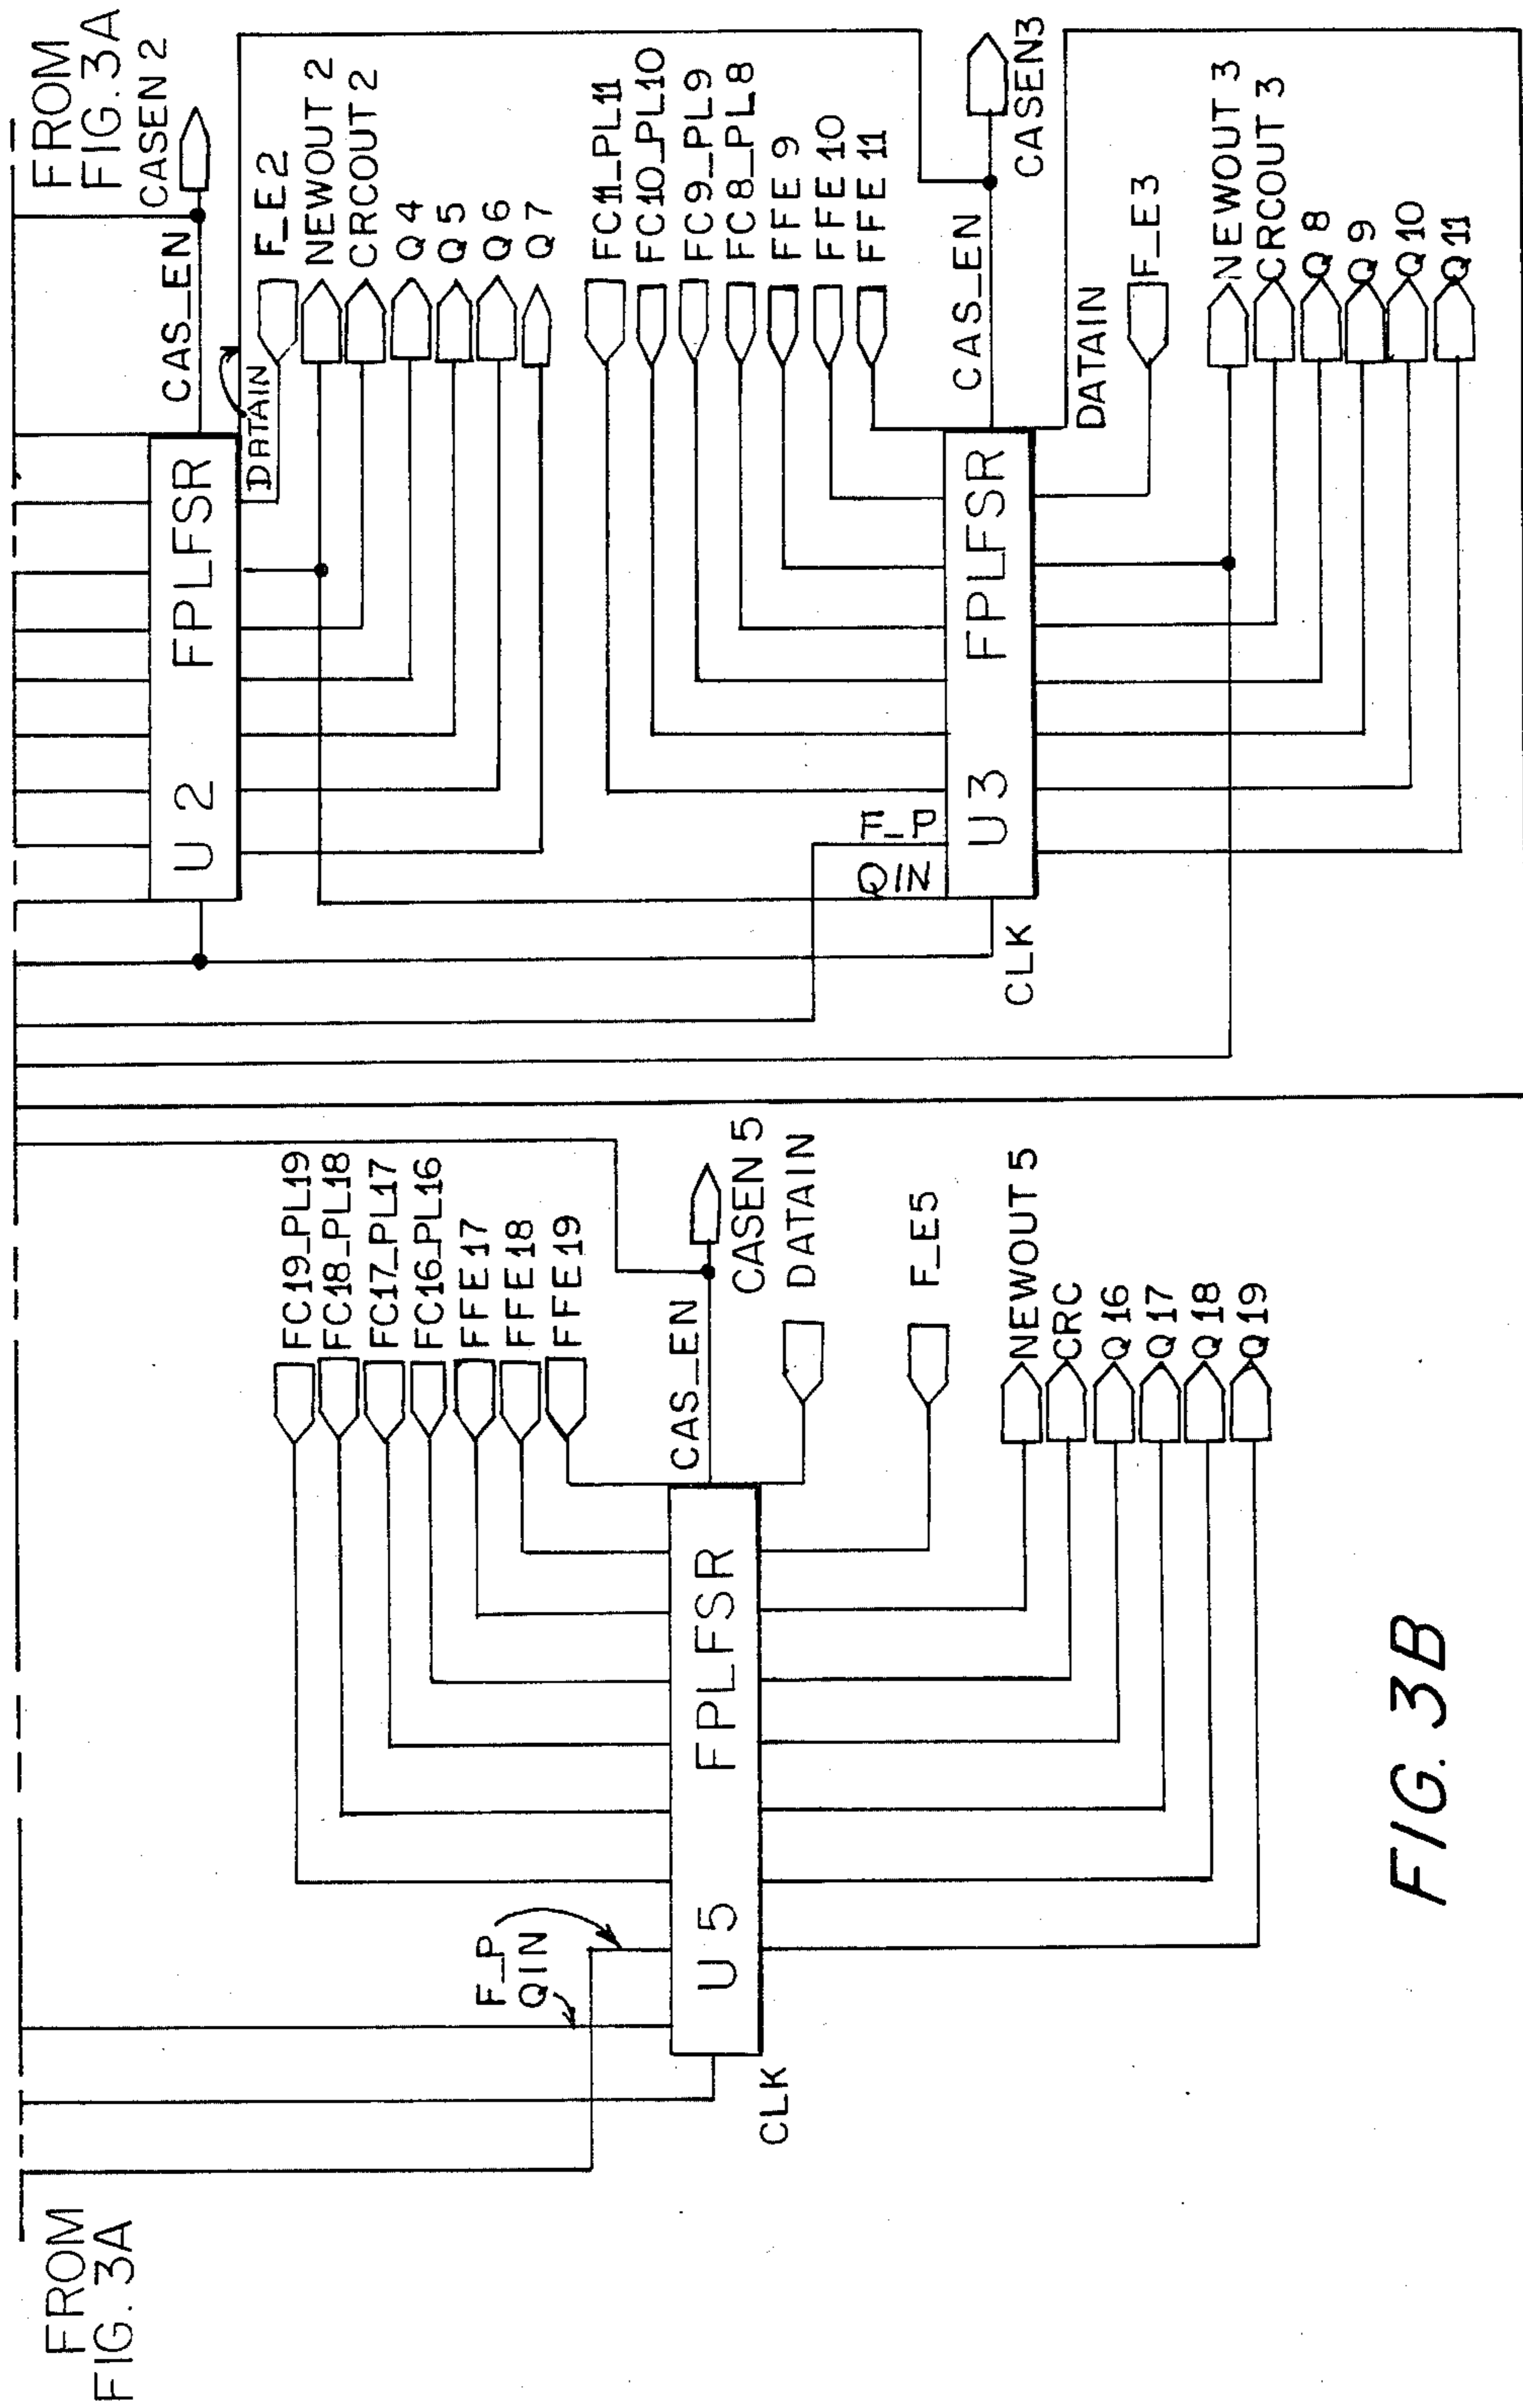 FROM
FIG. 3A
CASEN 2
CAS_EN
F_E2
DATAIN
NEWOUT 2
CRCOUT 2
Q4
Q5
Q6
Q7
U2 FPLFSR
FC11_PL11
FC10_PL10
FC9_PL9
FC8_PL8
FFE 9
FFE 10
FFE 11
CAS_EN
CASEN3
DATAIN
F_E3
F_P
QIN
U3 FPLFSR
CLK
NEWOUT 3
CRCOUT 3
Q8
Q9
Q10
Q11
FROM
FIG. 3A
FC19_PL19
FC18_PL18
FC17_PL17
FC16_PL16
FFE17
FFE18
FFE19
CAS_EN
CASEN 5
DATAIN
F_E5
F_P
QIN
U5 FPLFSR
CLK
NEWOUT 5
CRC
Q16
Q17
Q18
Q19
FIG. 3B